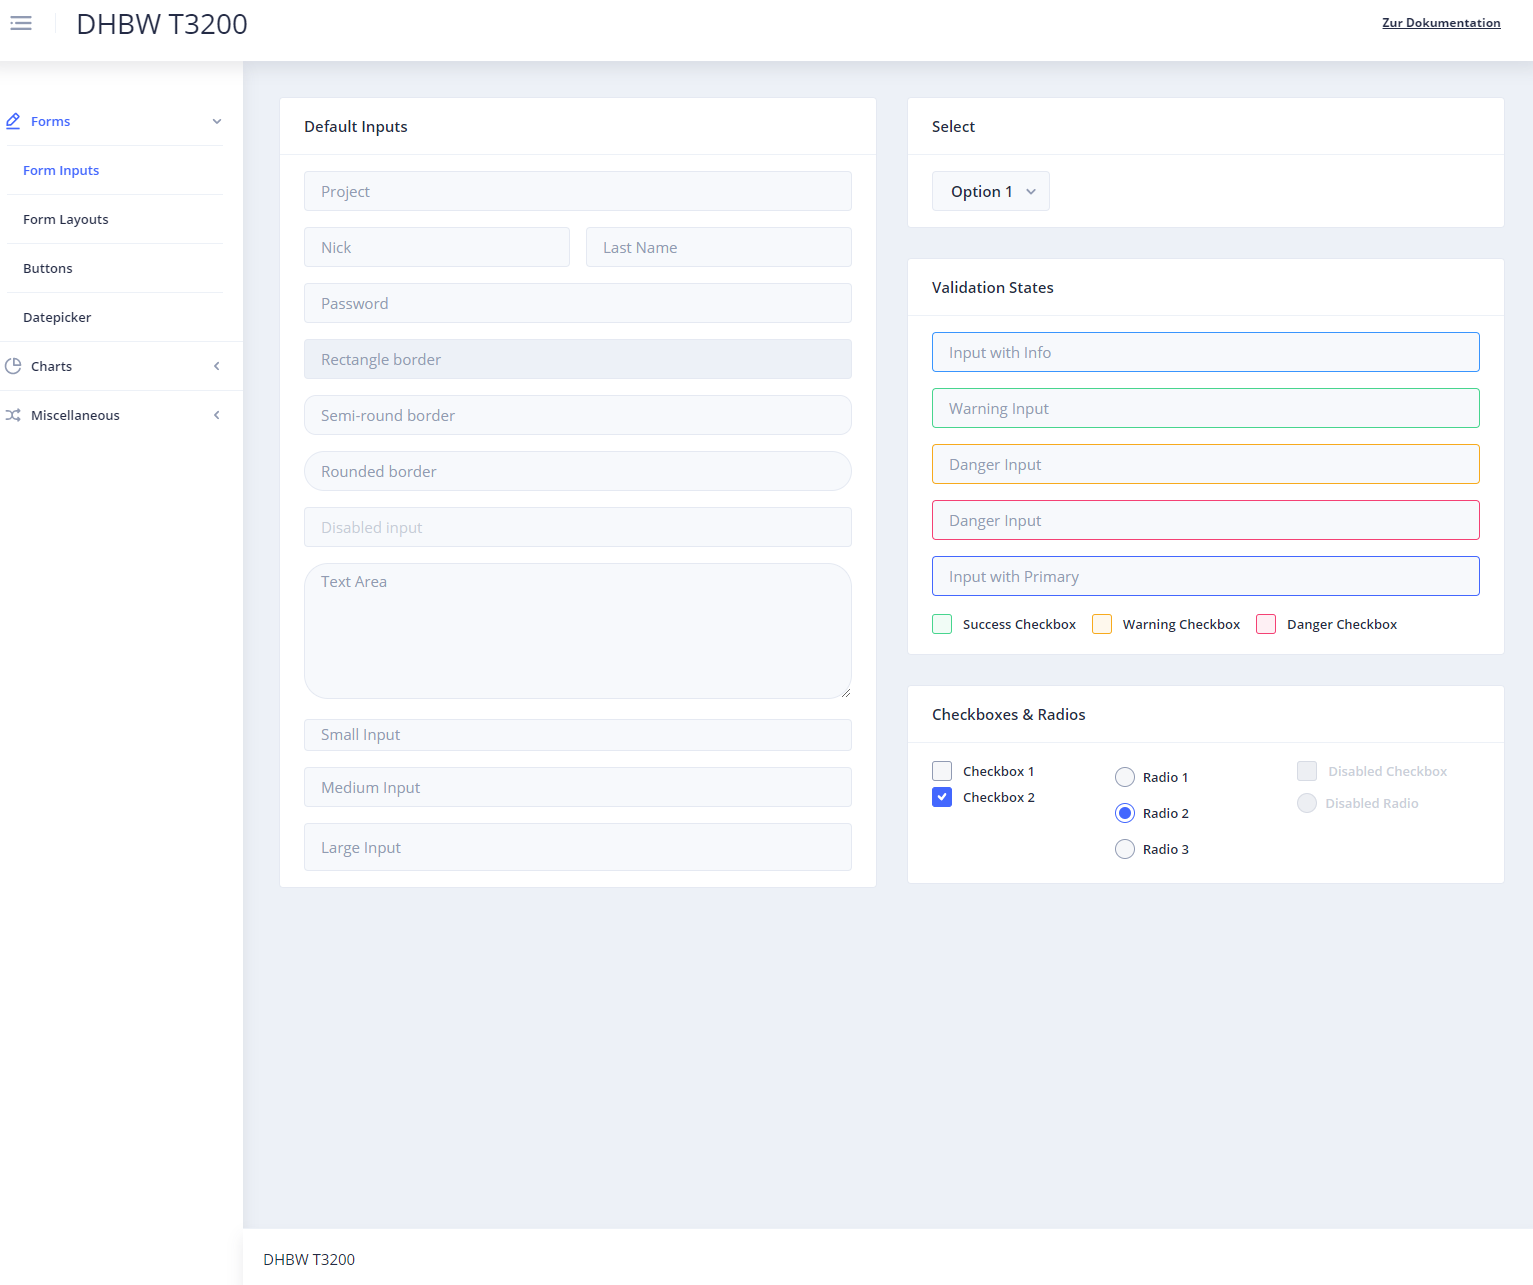 DHBW T3200
Zur Dokumentation
Forms
Form Inputs
Form Layouts
Buttons
Datepicker
Charts
Miscellaneous
Default Inputs
Project
Nick
Last Name
Password
Rectangle border
Semi-round border
Rounded border
Disabled input
Text Area
Small Input
Medium Input
Large Input
Select
Option 1
Validation States
Input with Info
Warning Input
Danger Input
Danger Input
Input with Primary
Success Checkbox Warning Checkbox Danger Checkbox
Checkboxes & Radios
Checkbox 1
Checkbox 2
Radio 1
Radio 2
Radio 3
Disabled Checkbox
Disabled Radio
DHBW T3200